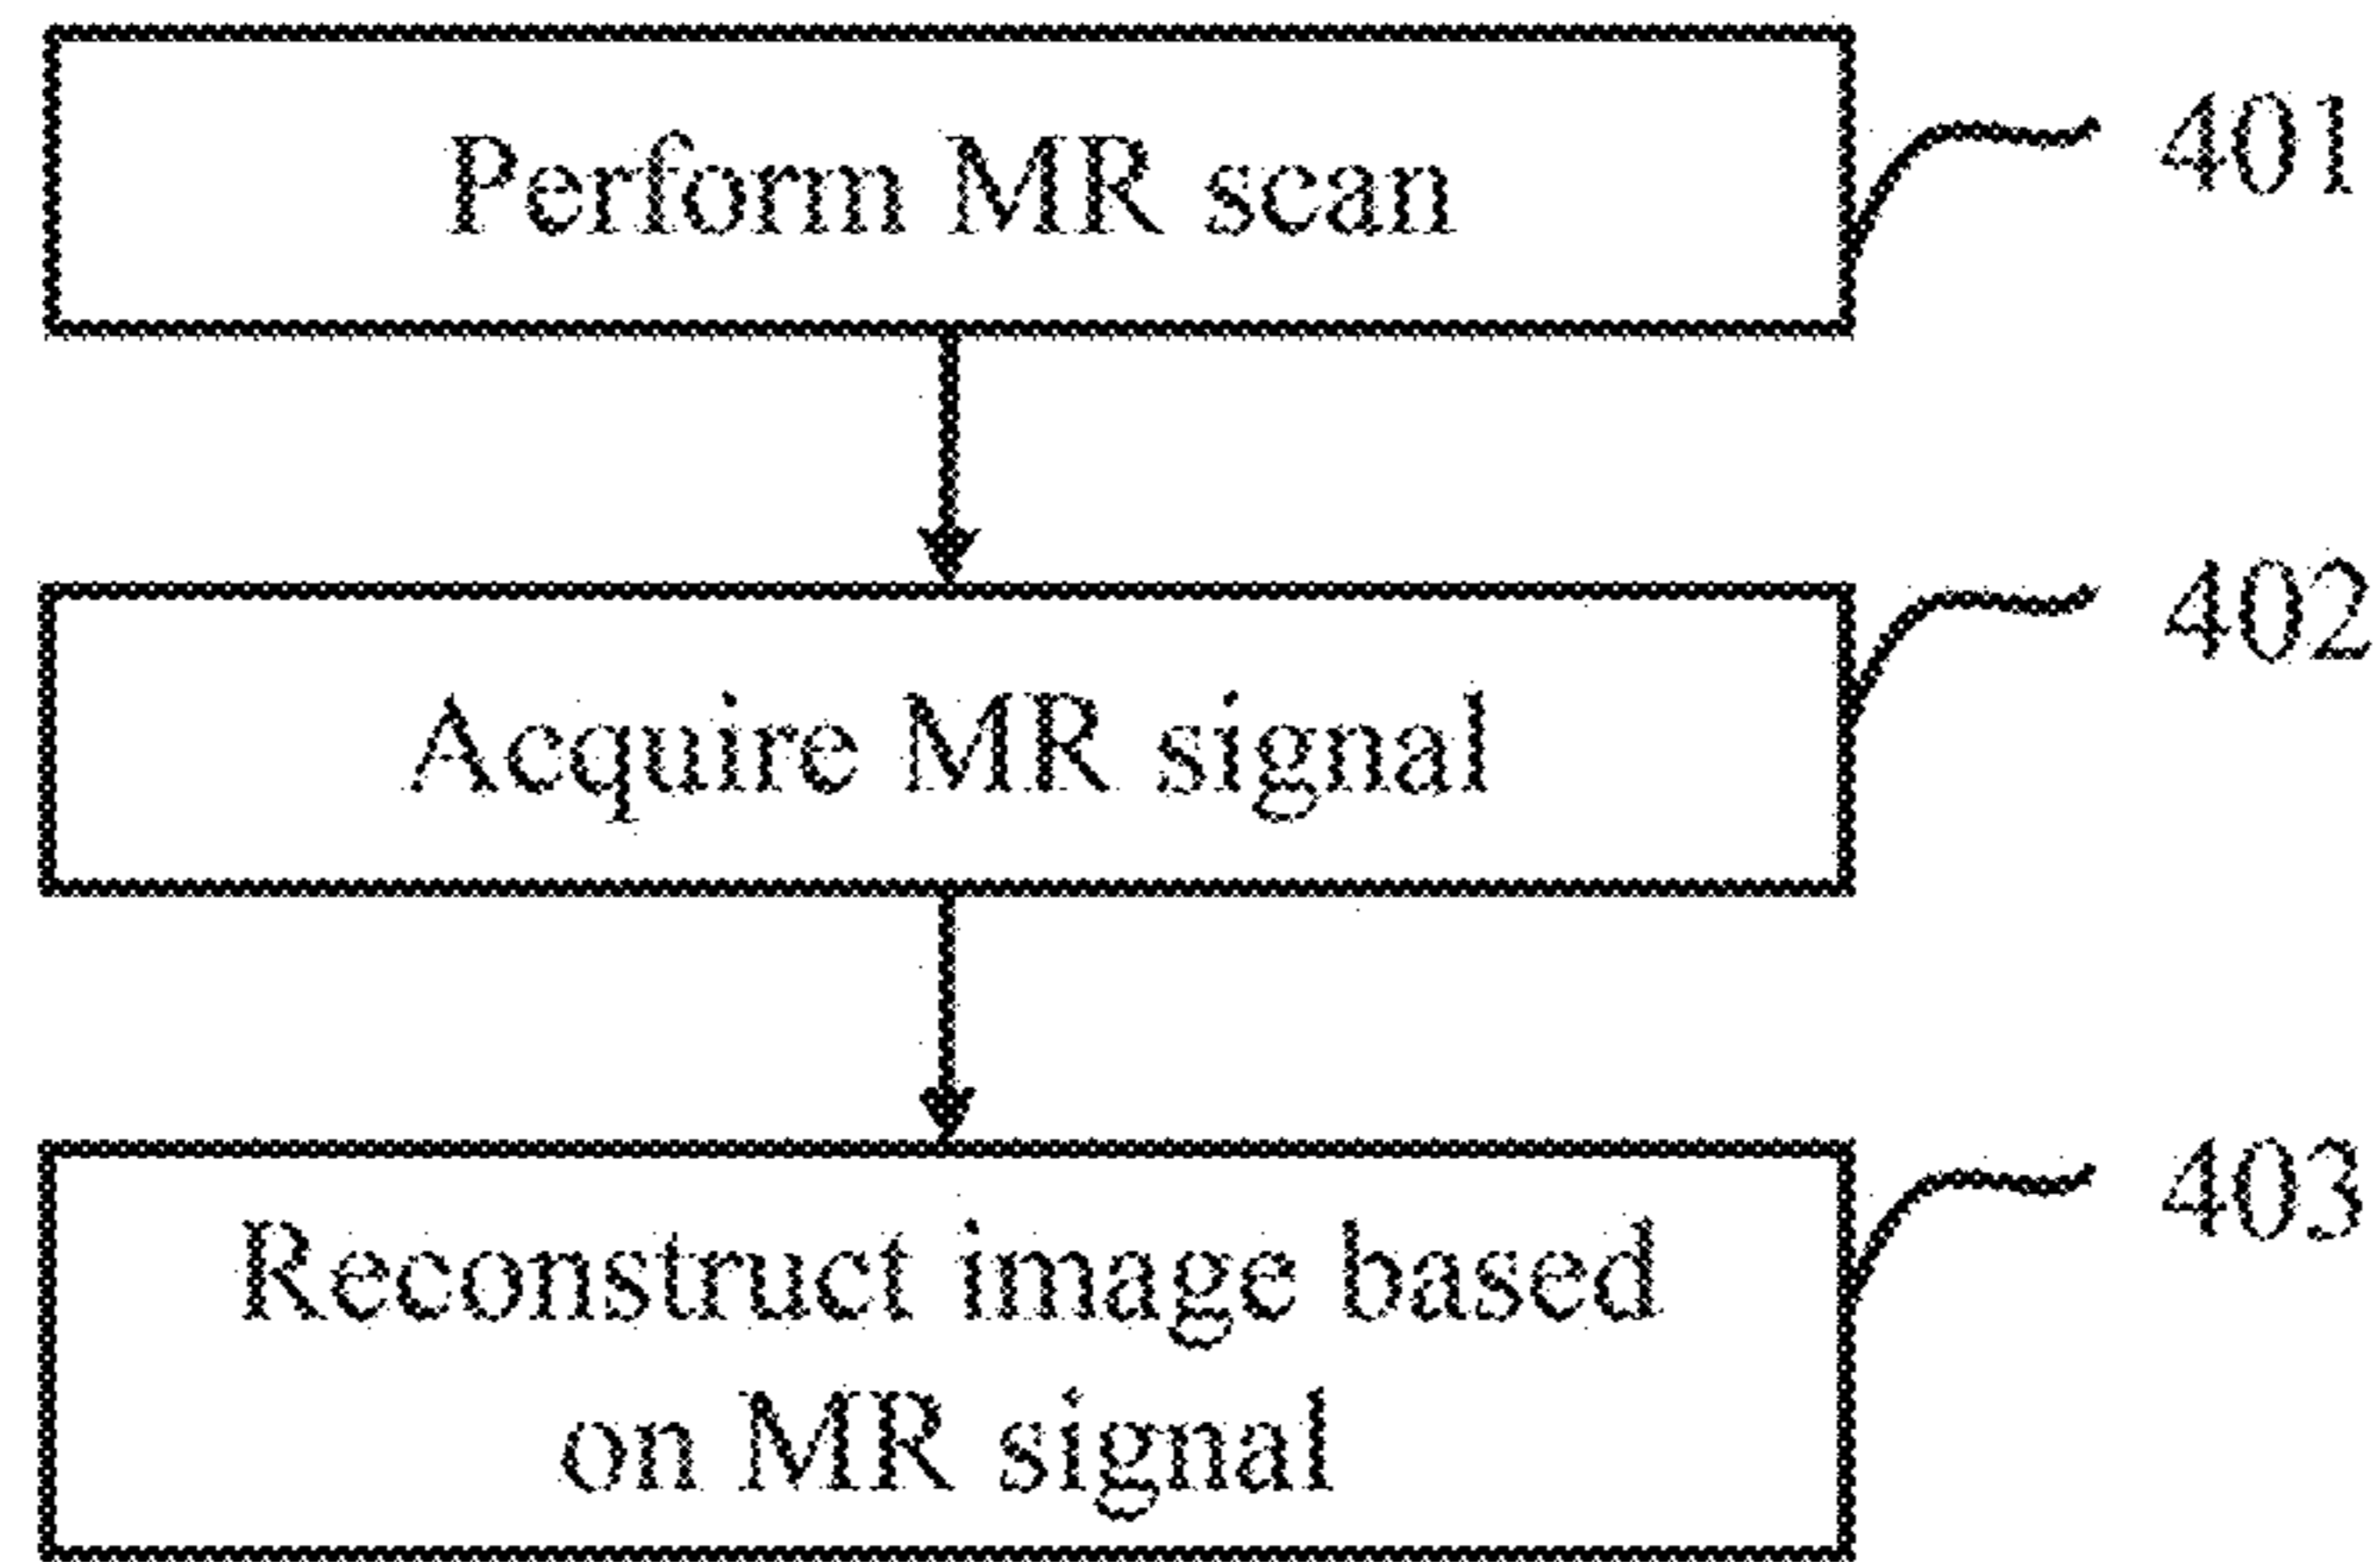 Perform MR scan
401
Acquire MR signal
402
Reconstruct image based
on MR signal
403